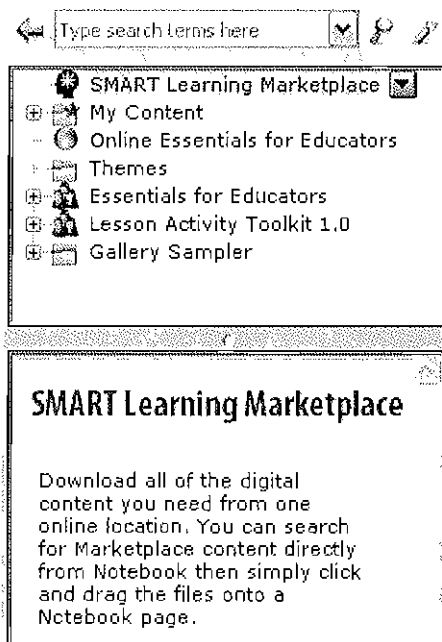 Type search terms here
SMART Learning Marketplace
My Content
Online Essentials for Educators
Themes
Essentials for Educators
Lesson Activity Toolkit 1.0
Gallery Sampler
SMART Learning Marketplace
Download all of the digital
content you need from one
online location. You can search
for Marketplace content directly
from Notebook then simply click
and drag the files onto a
Notebook page.